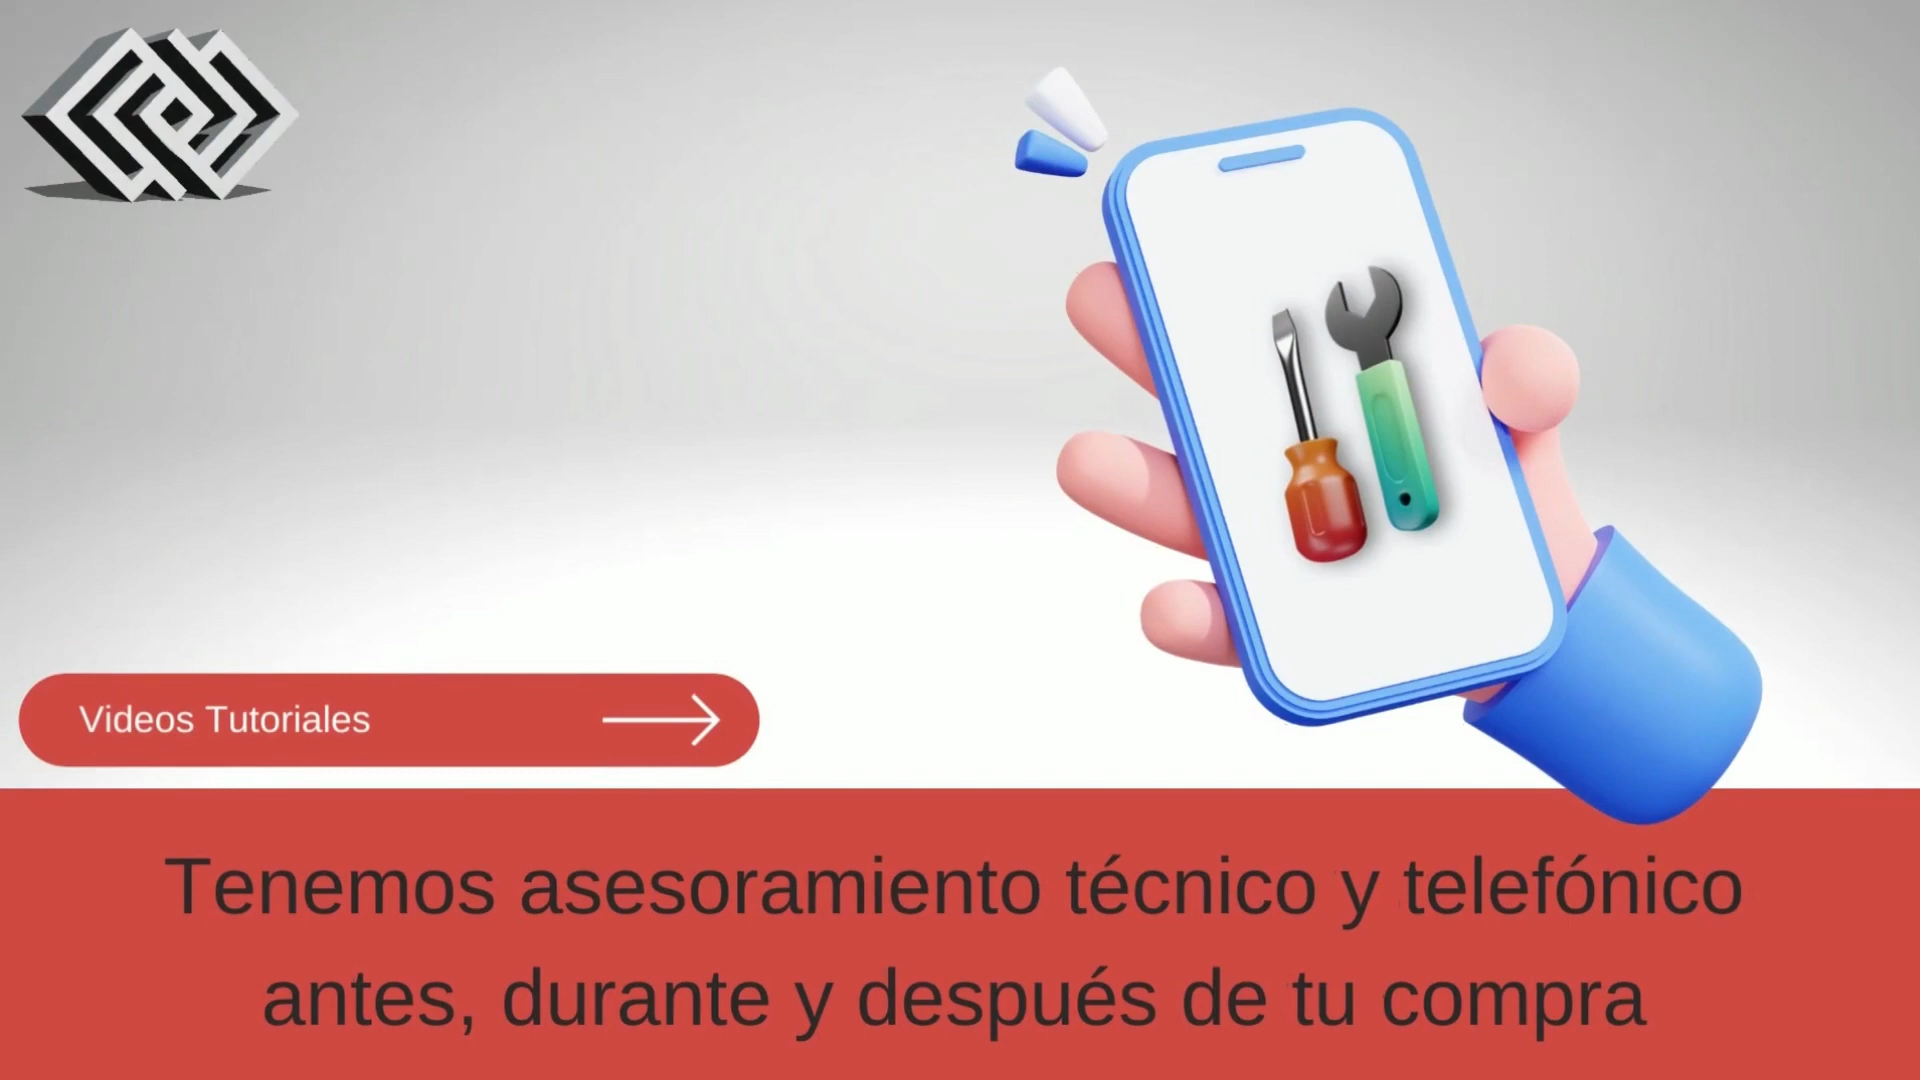 Videos Tutoriales
Tenemos asesoramiento técnico y telefónico
antes, durante y después de tu compra